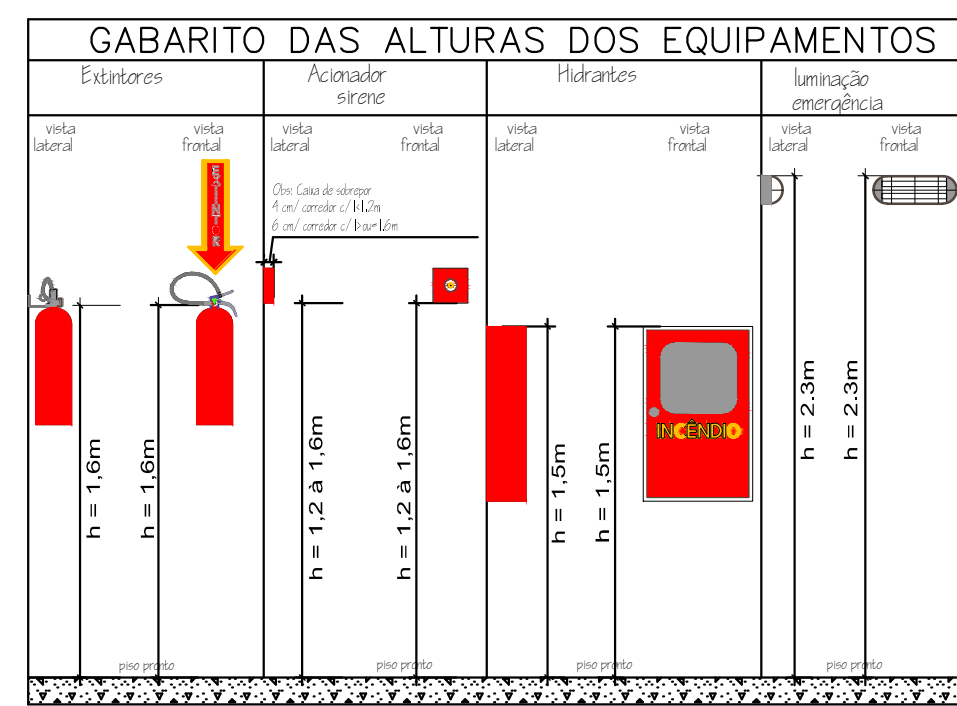 GABARITO DAS ALTURAS DOS EQUIPAMENTOS
Extintores
Acionador
sirene
Hidrantes
luminação
emergência
vista
lateral
vista
frontal
vista
lateral
vista
frontal
vista
lateral
vista
frontal
vista
lateral
vista
frontal
Obs: Caixa de sobrepor
4 cm/ corredor c/ l<1.2m
6 cm/ corredor c/ l>ou=1.6m
INCÊNDIO
h = 1,6m
h = 1,6m
h = 1,2 à 1,6m
h = 1,2 à 1,6m
h = 1,5m
h = 1,5m
h = 2.3m
h = 2.3m
piso pronto
piso pronto
piso pronto
piso pronto